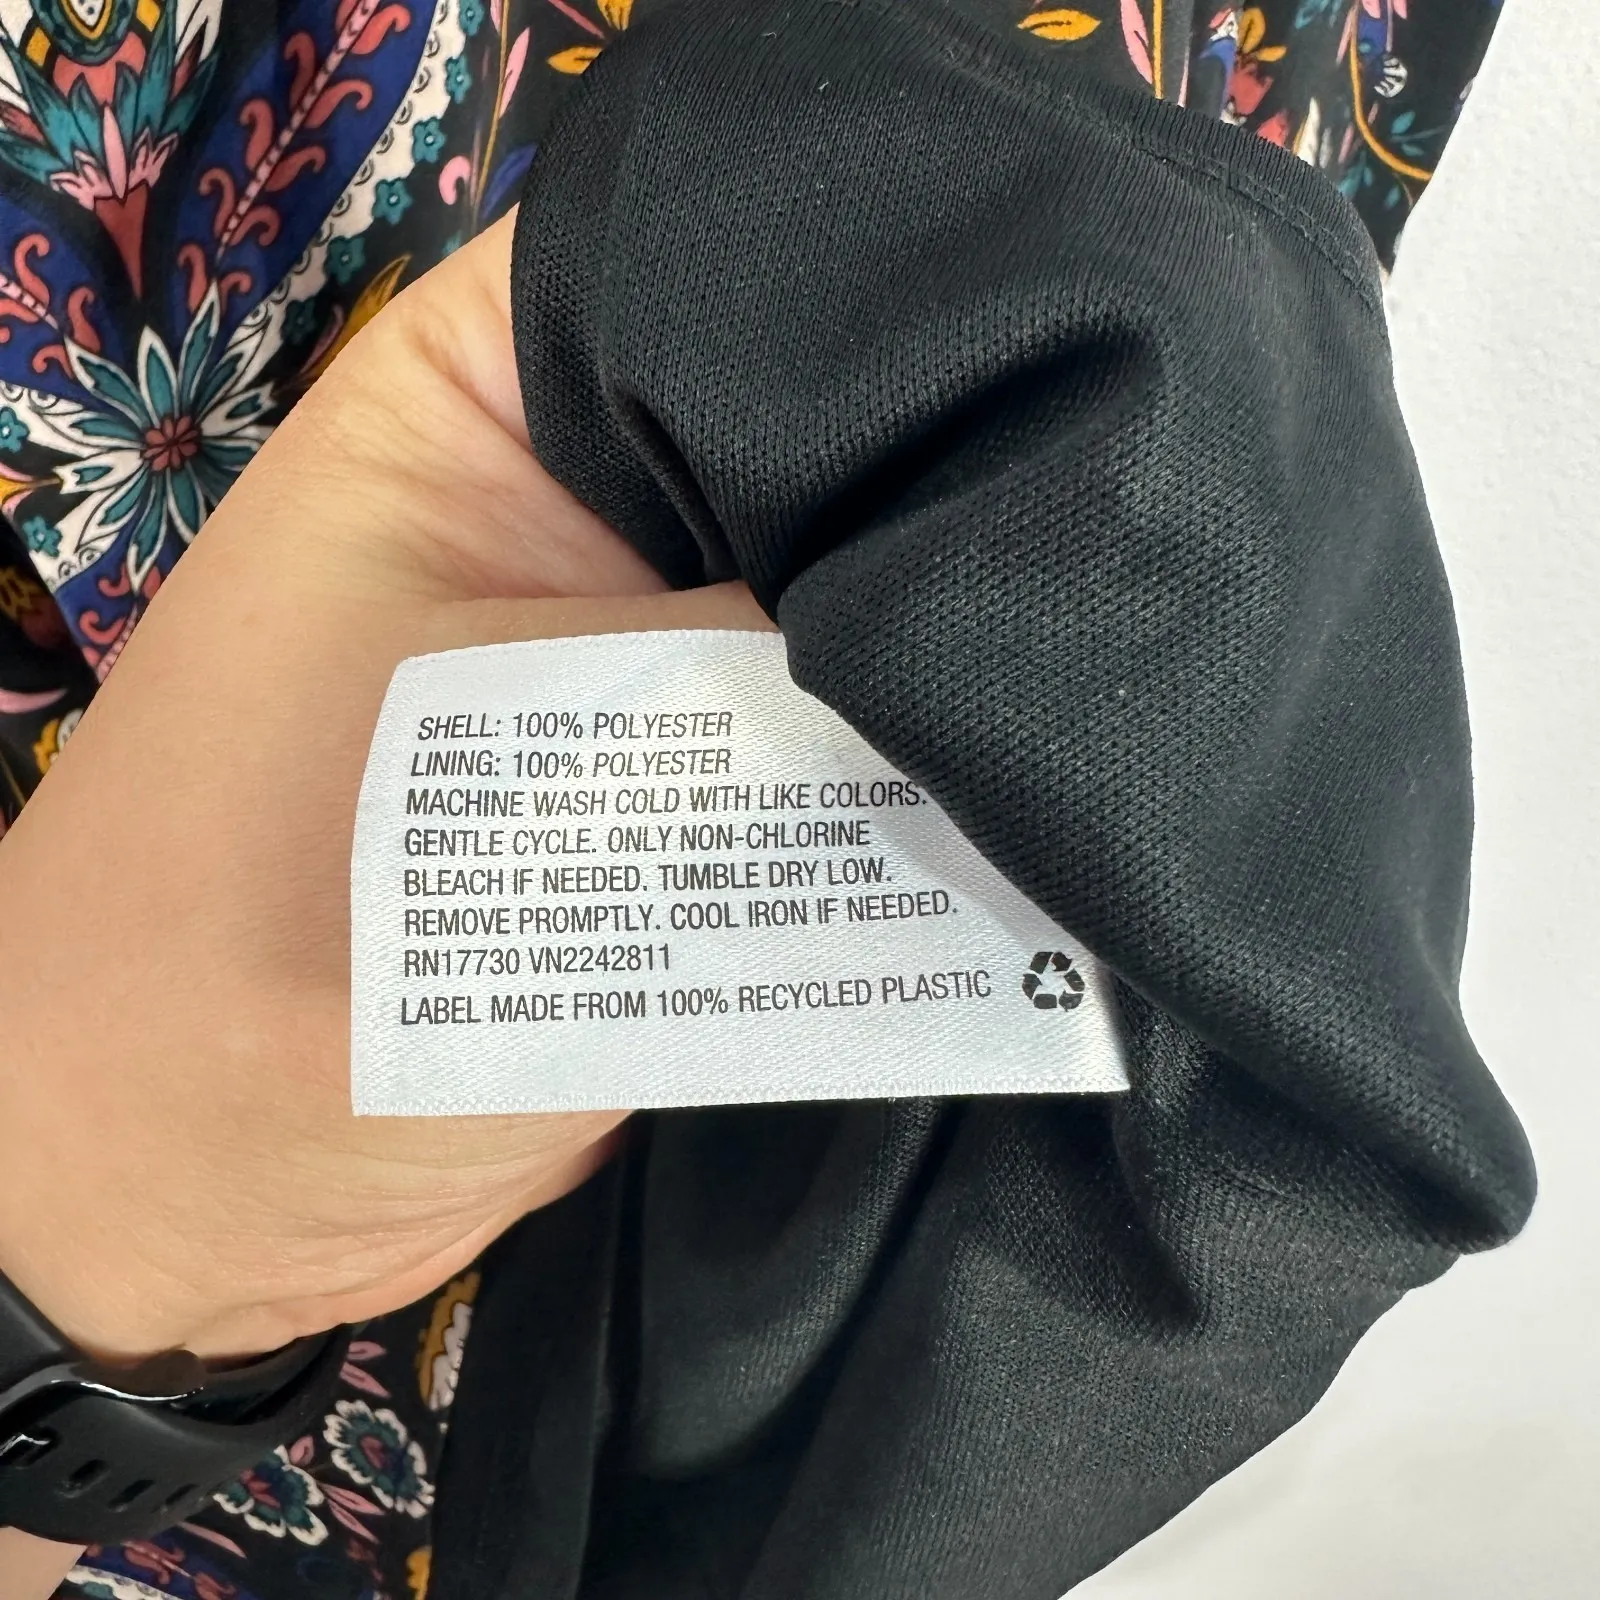 SHELL: 100% POLYESTER
LINING: 100% POLYESTER
MACHINE WASH COLD WITH LIKE COLORS.
GENTLE CYCLE. ONLY NON-CHLORINE
BLEACH IF NEEDED. TUMBLE DRY LOW.
REMOVE PROMPTLY. COOL IRON IF NEEDED.
RN17730 VN2242811
LABEL MADE FROM 100% RECYCLED PLASTIC